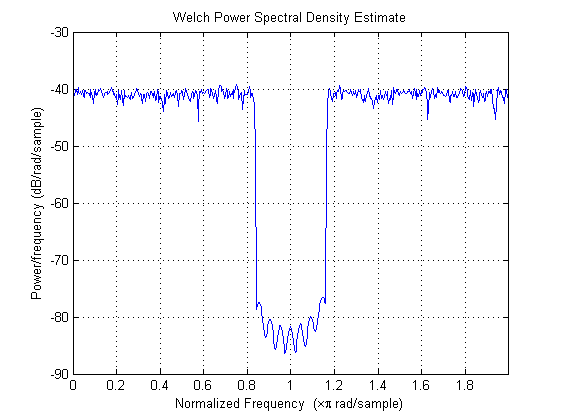 Welch Power Spectral Density Estimate
-30
-40
-50
-60
-70
-80
-90
Power/frequency (dB/rad/sample)
0 0.2 0.4 0.6 0.8 1 1.2 1.4 1.6 1.8
Normalized Frequency (×π rad/sample)